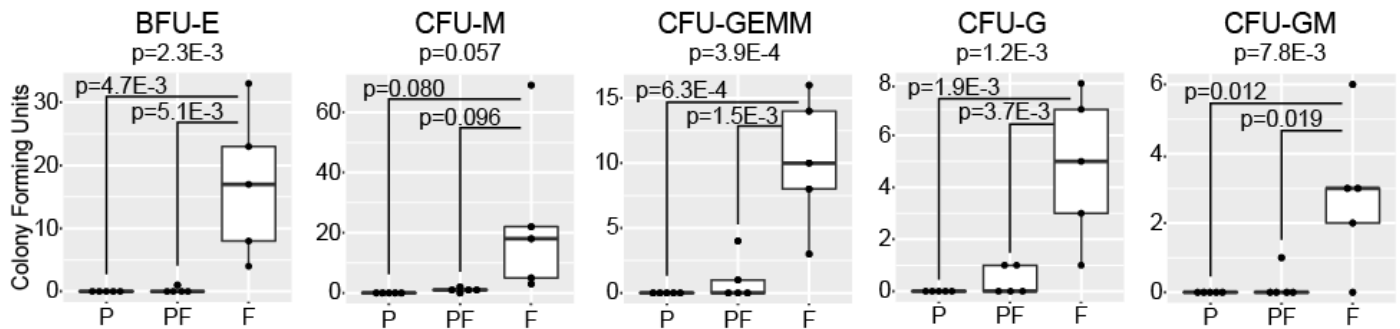 BFU-E
p=2.3E-3
p=4.7E-3
p=5.1E-3
Colony Forming Units
30
20
10
0
P PF F
CFU-M
p=0.057
p=0.080
p=0.096
60
40
20
0
P PF F
CFU-GEMM
p=3.9E-4
p=6.3E-4
p=1.5E-3
15
10
5
0
P PF F
CFU-G
p=1.2E-3
p=1.9E-3
p=3.7E-3
8
6
4
2
0
P PF F
CFU-GM
p=7.8E-3
p=0.012
p=0.019
6
4
2
0
P PF F